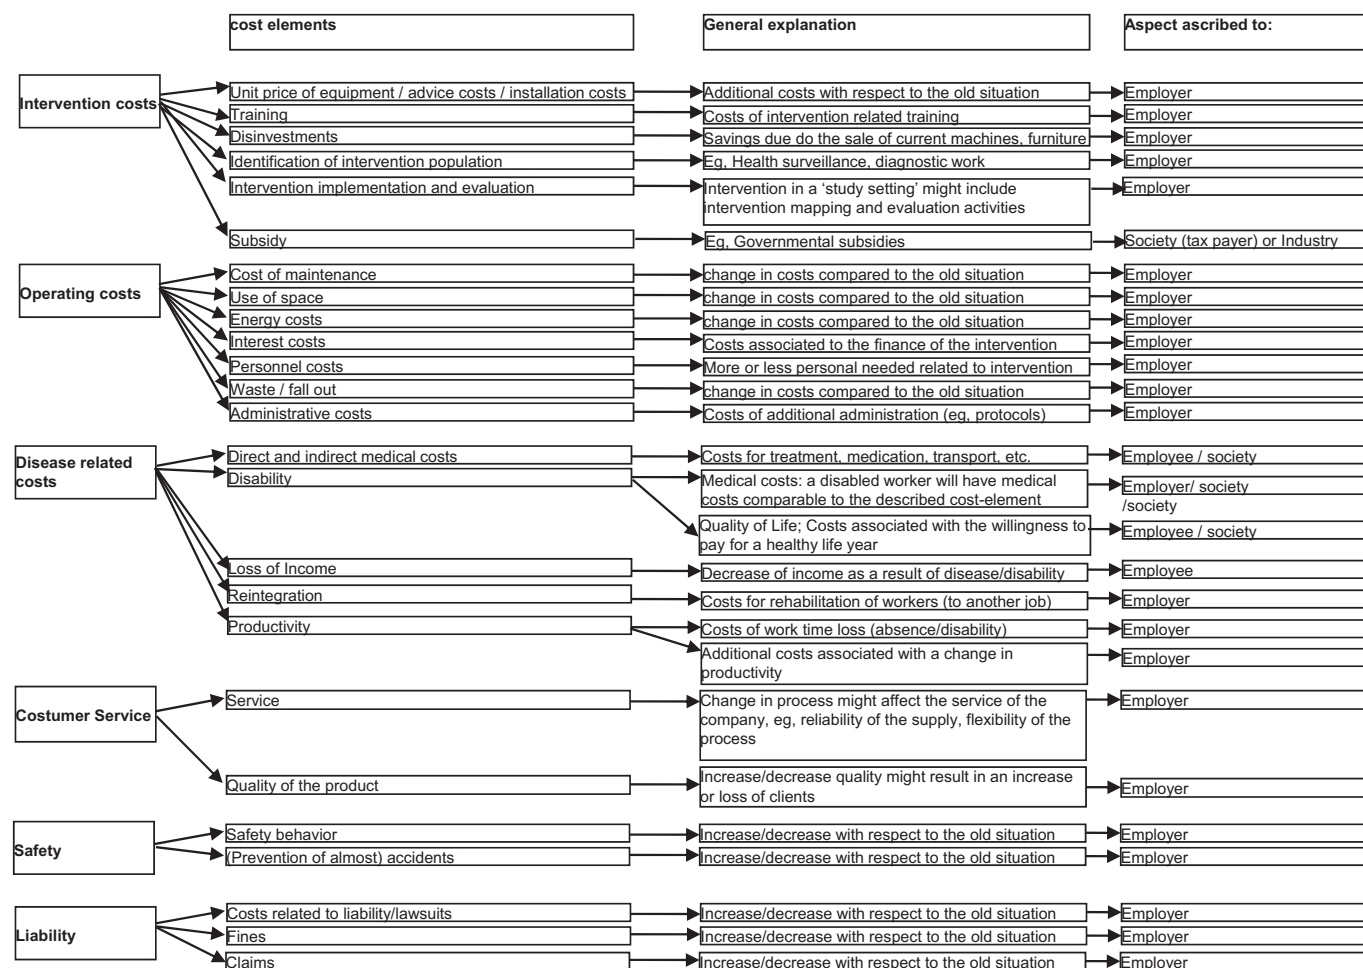 cost elements
General explanation
Aspect ascribed to:
Intervention costs
Unit price of equipment / advice costs / installation costs
Additional costs with respect to the old situation
Employer
Training
Costs of intervention related training
Employer
Disinvestments
Savings due do the sale of current machines, furniture
Employer
Identification of intervention population
Eg, Health surveillance, diagnostic work
Employer
Intervention implementation and evaluation
Intervention in a ‘study setting’ might include
intervention mapping and evaluation activities
Employer
Subsidy
Eg, Governmental subsidies
Society (tax payer) or Industry
Operating costs
Cost of maintenance
change in costs compared to the old situation
Employer
Use of space
change in costs compared to the old situation
Employer
Energy costs
change in costs compared to the old situation
Employer
Interest costs
Costs associated to the finance of the intervention
Employer
Personnel costs
More or less personal needed related to intervention
Employer
Waste / fall out
change in costs compared to the old situation
Employer
Administrative costs
Costs of additional administration (eg, protocols)
Employer
Disease related
costs
Direct and indirect medical costs
Costs for treatment, medication, transport, etc.
Employee / society
Disability
Medical costs: a disabled worker will have medical
costs comparable to the described cost-element
Employer/ society
/society
Quality of Life; Costs associated with the willingness to
pay for a healthy life year
Employee / society
Loss of Income
Decrease of income as a result of disease/disability
Employee
Reintegration
Costs for rehabilitation of workers (to another job)
Employer
Productivity
Costs of work time loss (absence/disability)
Employer
Additional costs associated with a change in
productivity
Employer
Costumer Service
Service
Change in process might affect the service of the
company, eg, reliability of the supply, flexibility of the
process
Employer
Quality of the product
Increase/decrease quality might result in an increase
or loss of clients
Employer
Safety
Safety behavior
Increase/decrease with respect to the old situation
Employer
(Prevention of almost) accidents
Increase/decrease with respect to the old situation
Employer
Liability
Costs related to liability/lawsuits
Increase/decrease with respect to the old situation
Employer
Fines
Increase/decrease with respect to the old situation
Employer
Claims
Increase/decrease with respect to the old situation
Employer